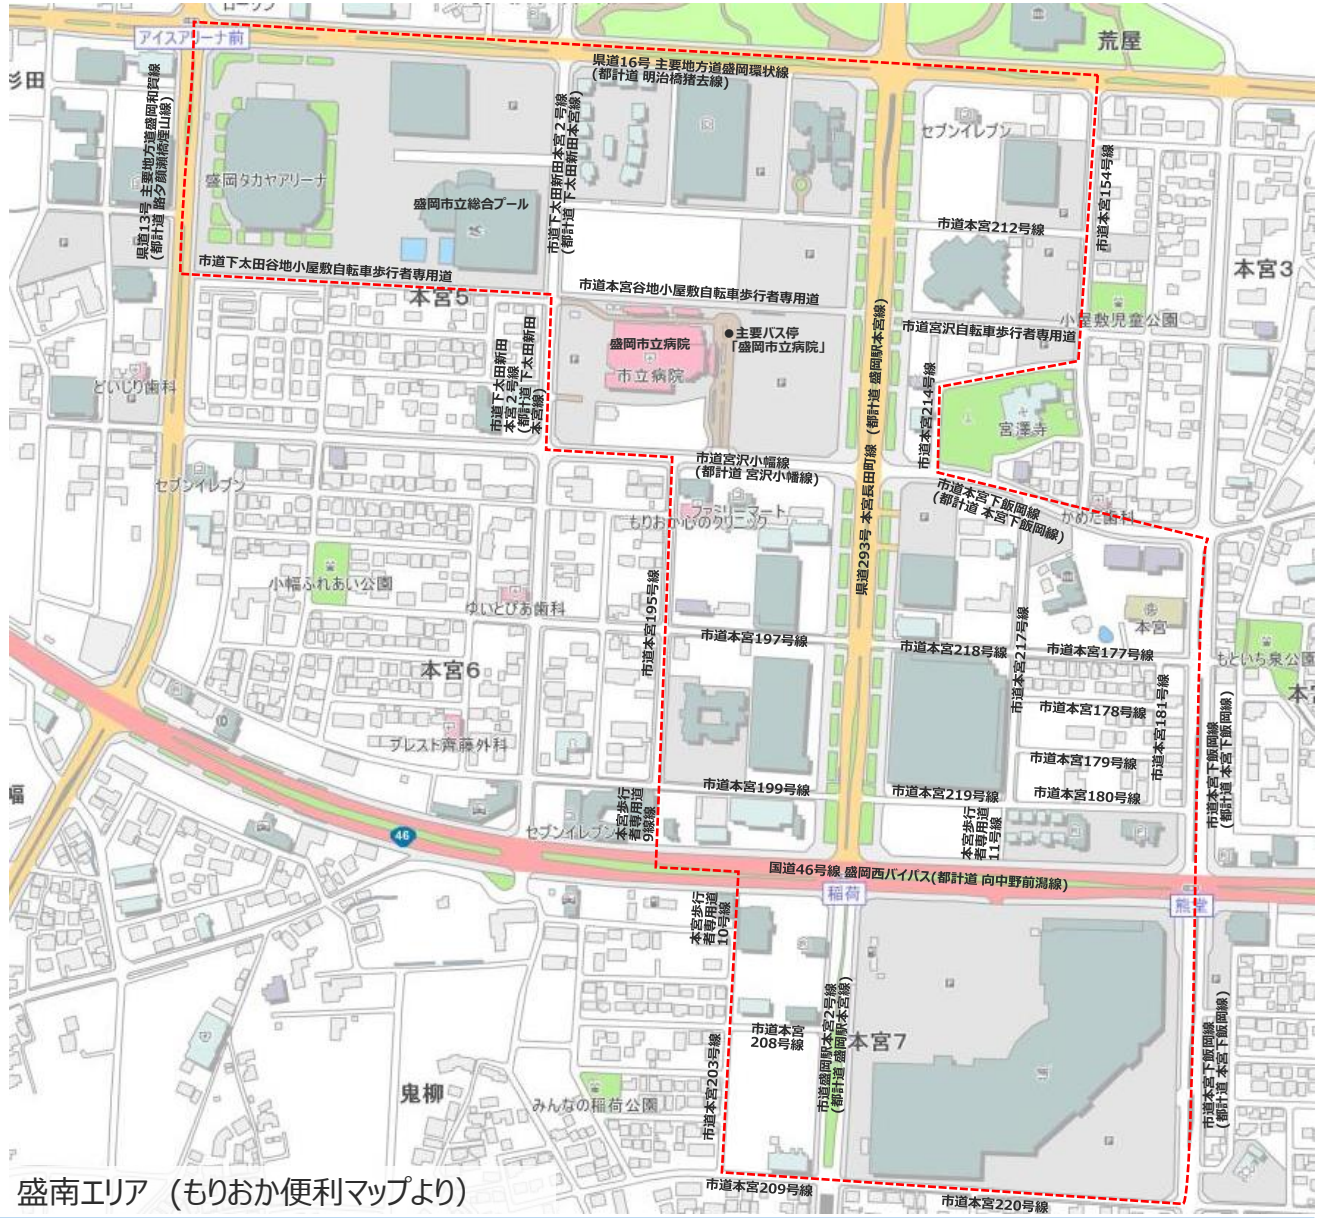 ローソン
アイスアリーナ前
荒屋
杉田
県道16号 主要地方道盛岡環状線
(都計道 明治橋猪去線)
県道13号 主要地方道盛岡和賀線
(都計道 路夕顔瀬橋煙山線)
市道下太田新田本宮2号線
(都計道 下太田新田本宮線)
セブンイレブン
市道本宮154号線
盛岡タカヤアリーナ
盛岡市立総合プール
市道本宮212号線
本宮3
市道下太田谷地小屋敷自転車歩行者専用道
本宮5
市道本宮谷地小屋敷自転車歩行者専用道
小屋敷児童公園
市道宮沢自転車歩行者専用道
主要バス停
「盛岡市立病院」
盛岡市立病院
市立病院
市道下太田新田
本宮2号線
(都計道 下太田新田
本宮線)
県道293号 本宮長田町線 (都計道 盛岡駅本宮線)
市道本宮214号線
どいじり歯科
宮澤寺
市道宮沢小幅線
(都計道 宮沢小幡線)
セブンイレブン
市道本宮下飯岡線
(都計道 本宮下飯岡線)
かめだ歯科
ファミリーマート
もりおか心のクリニック
小幅ふれあい公園
ゆいとぴあ歯科
市道本宮195号線
市道本宮197号線
市道本宮218号線
市道本宮217号線
市道本宮177号線
本宮
もといち泉公園
本宮6
市道本宮178号線
市道本宮181号線
市道本宮下飯岡線
(都計道 本宮下飯岡線)
プレスト齊藤外科
市道本宮179号線
市道本宮199号線
市道本宮219号線
市道本宮180号線
幅
本宮歩行
者専用道
9線線
本宮歩行
者専用道
11号線
セブンイレブン
46
国道46号線 盛岡西バイパス(都計道 向中野前潟線)
稲荷
熊堂
本宮歩行
者専用道
10号線
市道盛岡駅本宮2号線
(都計道 盛岡駅本宮線)
市道本宮
208号線
本宮7
市道本宮203号線
市道本宮下飯岡線
(都計道 本宮下飯岡線)
鬼柳
みんなの稲荷公園
市道本宮209号線
市道本宮220号線
盛南エリア (もりおか便利マップより)